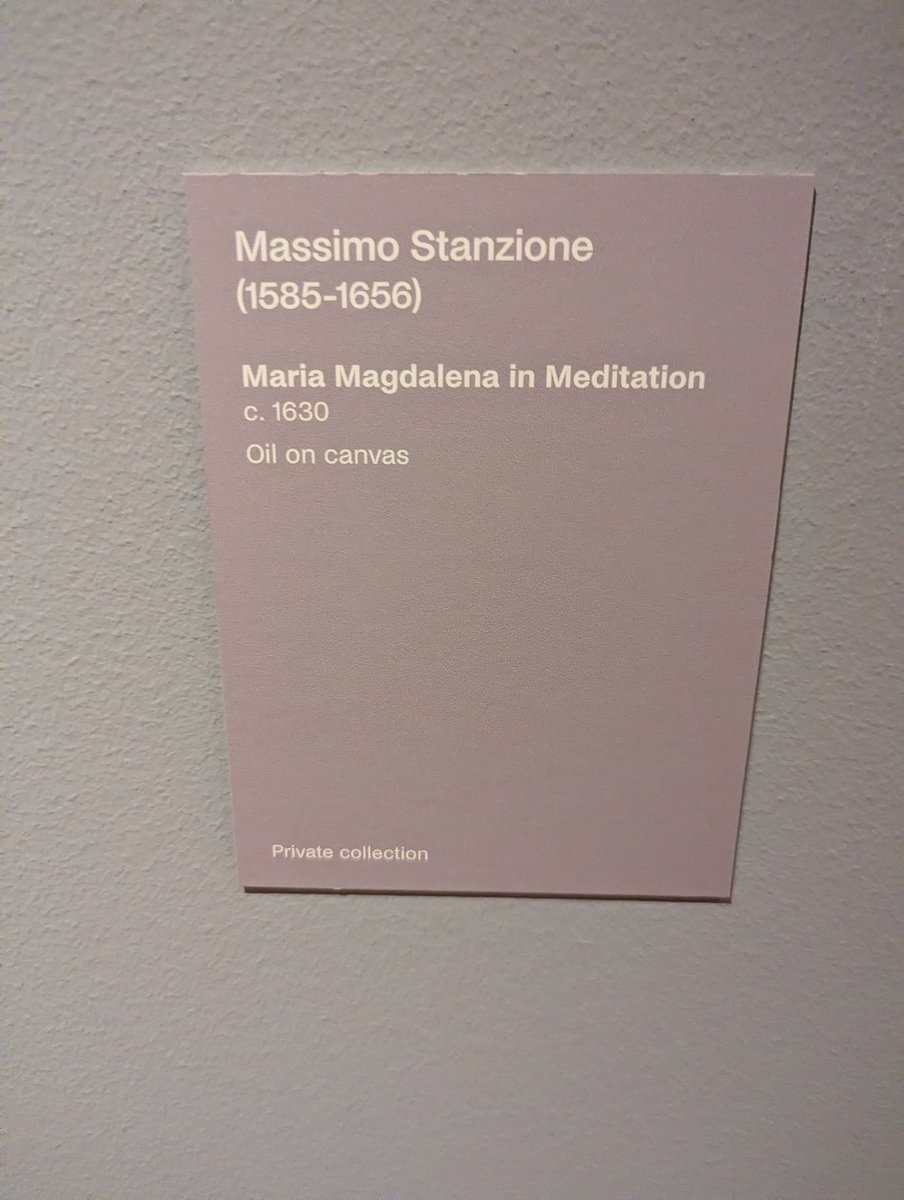 Massimo Stanzione
(1585-1656)
Maria Magdalena in Meditation
c. 1630
Oil on canvas
Private collection